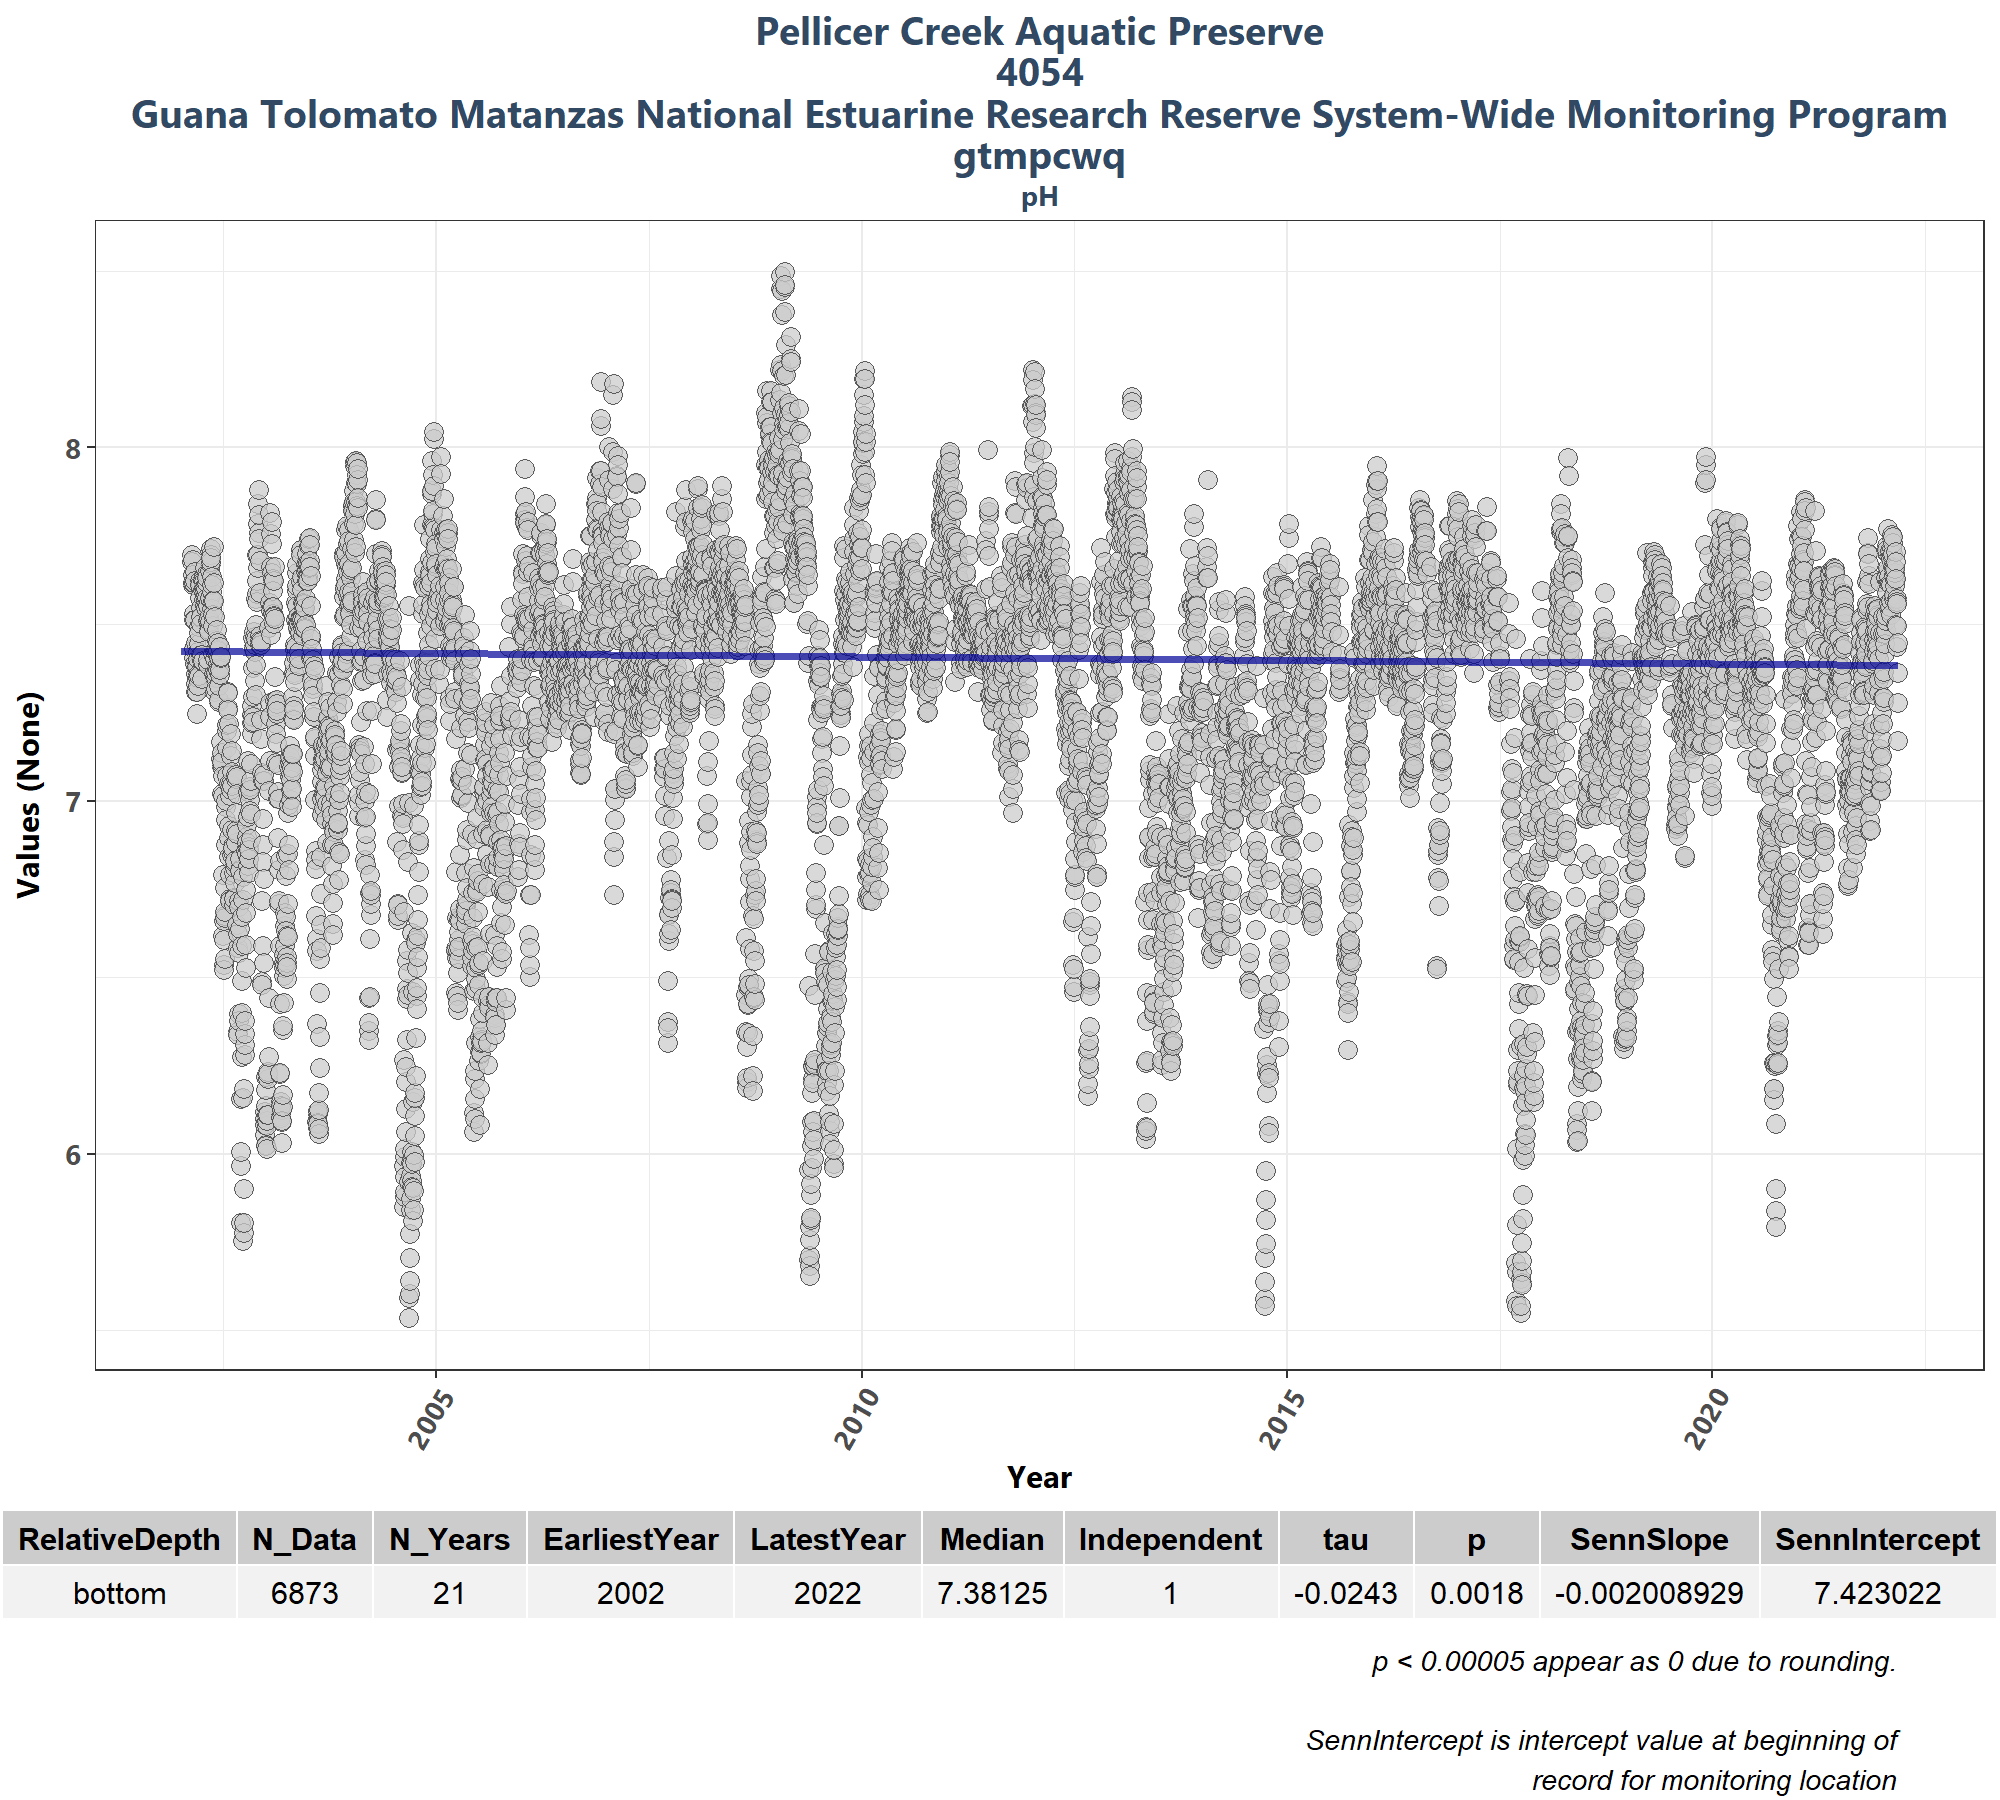 Pellicer Creek Aquatic Preserve
4054
Guana Tolomato Matanzas National Estuarine Research Reserve System-Wide Monitoring Program
gtmpcwq
pH
Values (None)
8
7
6
2005 2010 2015 2020
Year
RelativeDepth N_Data N_Years EarliestYear LatestYear Median Independent tau p SennSlope SennIntercept
bottom 6873 21 2002 2022 7.38125 1 -0.0243 0.0018 -0.002008929 7.423022
p < 0.00005 appear as 0 due to rounding.
SennIntercept is intercept value at beginning of
record for monitoring location